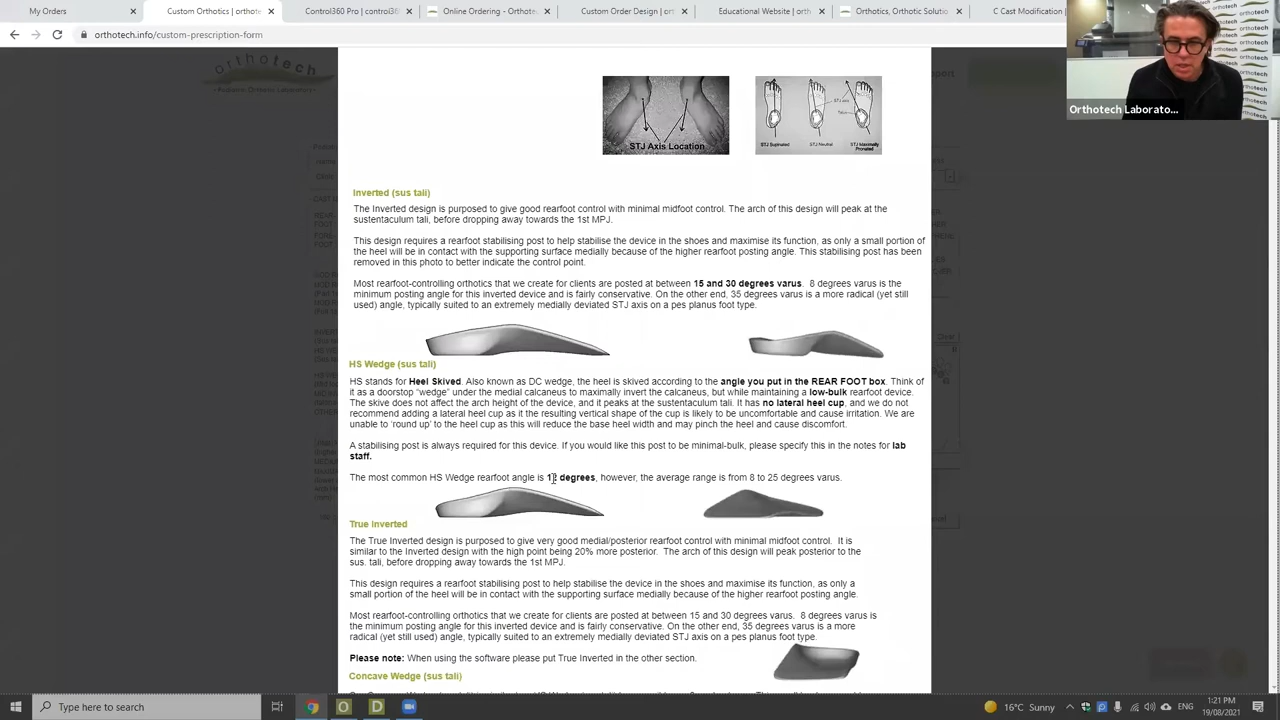 My Orders
Custom Orthotics | orthotec
Control360 Pro | control36
Online Ordering - Orthote
Custom Order Design | ort
Educational Website | orth
Orthotics, Orthotic Solutio
C Cast Modification
orthotech.info/custom-prescription-form
orthotech
Orthotech Laborato...
STJ Axis Location
STJ Supinated
STJ Neutral
STJ Maximally
Pronated
Inverted (sus tali)
The Inverted design is purposed to give good rearfoot control with minimal midfoot control. The arch of this design will peak at the
sustentaculum tali, before dropping away towards the 1st MPJ.
This design requires a rearfoot stabilising post to help stabilise the device in the shoes and maximise its function, as only a small portion of
the heel will be in contact with the supporting surface medially because of the higher rearfoot posting angle. This stabilising post has been
removed in this photo to better indicate the control point.
Most rearfoot-controlling orthotics that we create for clients are posted at between 15 and 30 degrees varus. 8 degrees varus is the
minimum posting angle for this inverted device and is fairly conservative. On the other end, 35 degrees varus is a more radical (yet still
used) angle, typically suited to an extremely medially deviated STJ axis on a pes planus foot type.
HS Wedge (sus tali)
HS stands for Heel Skived. Also known as DC wedge, the heel is skived according to the angle you put in the REAR FOOT box. Think of
it as a doorstop “wedge” under the medial calcaneus to maximally invert the calcaneus, but while maintaining a low-bulk rearfoot device.
The skive does not affect the arch height of the device, and it peaks at the sustentaculum tali. It has no lateral heel cup, and we do not
recommend adding a lateral heel cup as it the resulting vertical shape of the cup is likely to be uncomfortable and cause irritation. We are
unable to ‘round up’ to the heel cup as this will reduce the base heel width and may pinch the heel and cause discomfort.
A stabilising post is always required for this device. If you would like this post to be minimal-bulk, please specify this in the notes for lab
staff.
The most common HS Wedge rearfoot angle is degrees, however, the average range is from 8 to 25 degrees varus.
True inverted
The True Inverted design is purposed to give very good medial/posterior rearfoot control with minimal midfoot control. It is
similar to the Inverted design with the high point being 20% more posterior. The arch of this design will peak posterior to the
sus. tali, before dropping away towards the 1st MPJ.
This design requires a rearfoot stabilising post to help stabilise the device in the shoes and maximise its function, as only a
small portion of the heel will be in contact with the supporting surface medially because of the higher rearfoot posting angle.
Most rearfoot-controlling orthotics that we create for clients are posted at between 15 and 30 degrees varus. 8 degrees varus is
the minimum posting angle for this inverted device and is fairly conservative. On the other end, 35 degrees varus is a more
radical (yet still used) angle, typically suited to an extremely medially deviated STJ axis on a pes planus foot type.
Please note: When using the software please put True Inverted in the other section.
Concave Wedge (sus tali)
Type here to search
16°C Sunny
ENG
1:21 PM
19/08/2021